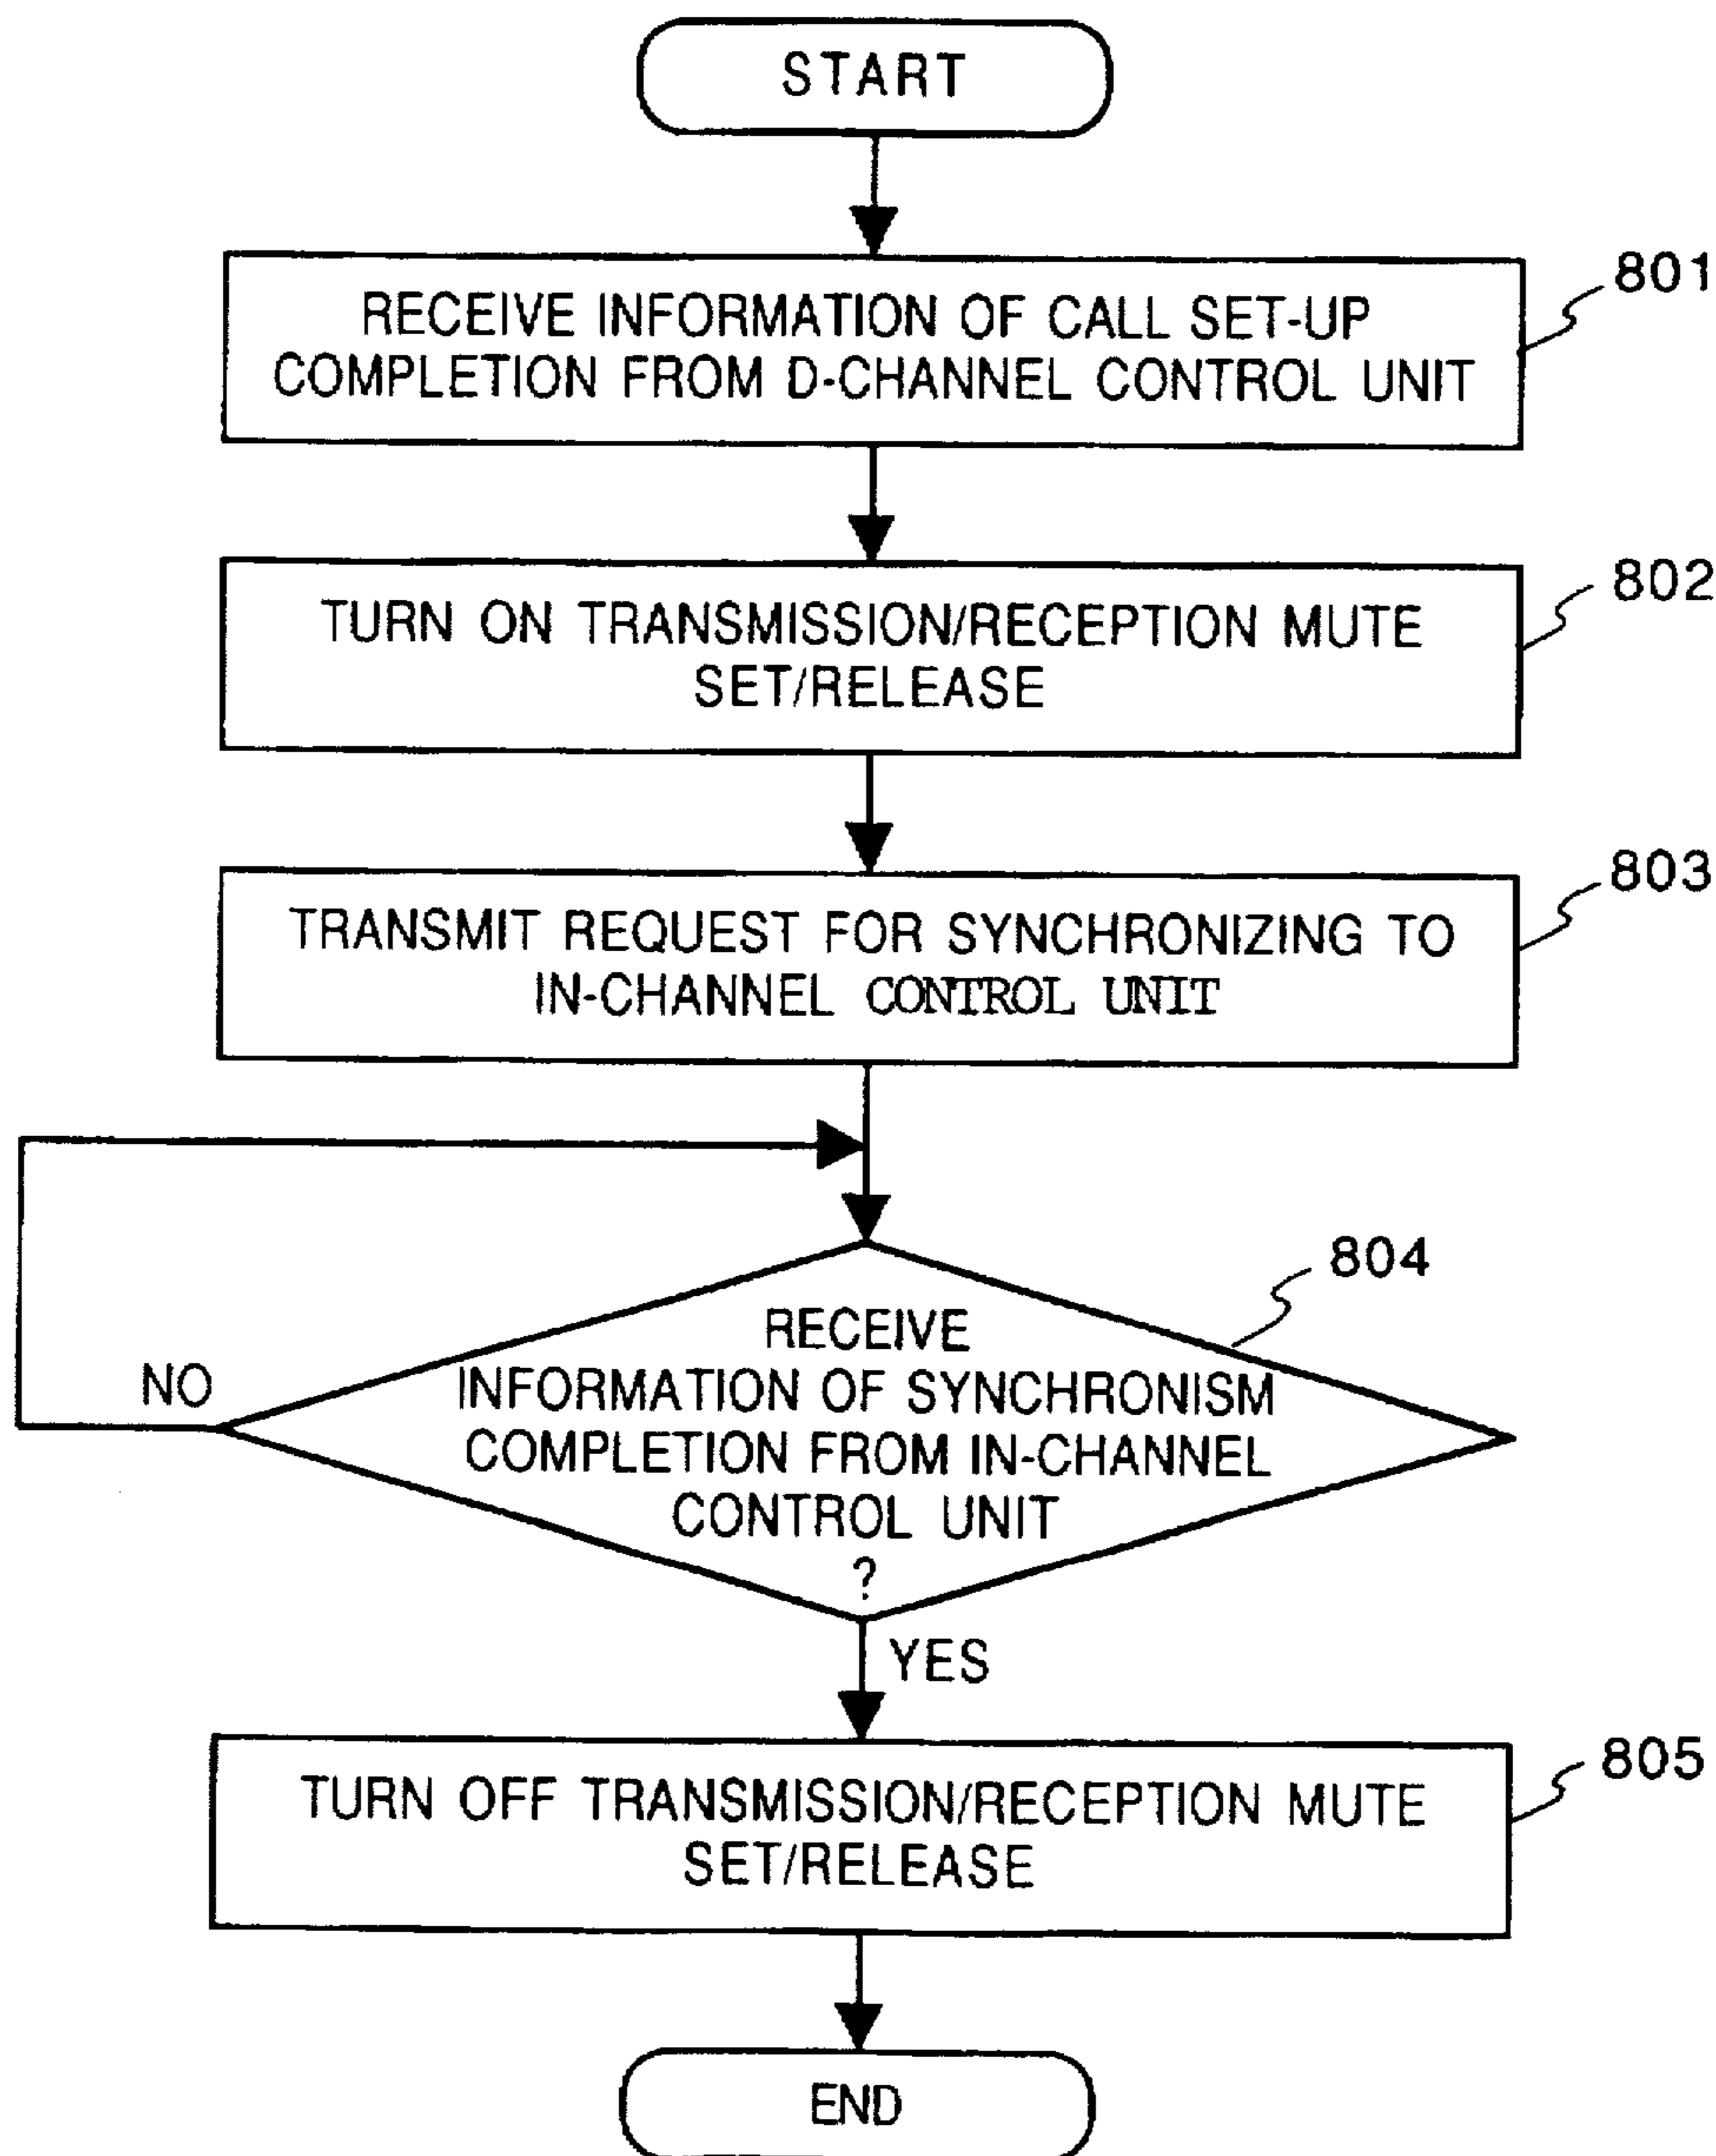 START
801
RECEIVE INFORMATION OF CALL SET-UP
COMPLETION FROM D-CHANNEL CONTROL UNIT
802
TURN ON TRANSMISSION/RECEPTION MUTE
SET/RELEASE
803
TRANSMIT REQUEST FOR SYNCHRONIZING TO
IN-CHANNEL CONTROL UNIT
804
RECEIVE
INFORMATION OF SYNCHRONISM
COMPLETION FROM IN-CHANNEL
CONTROL UNIT
?
NO
YES
805
TURN OFF TRANSMISSION/RECEPTION MUTE
SET/RELEASE
END